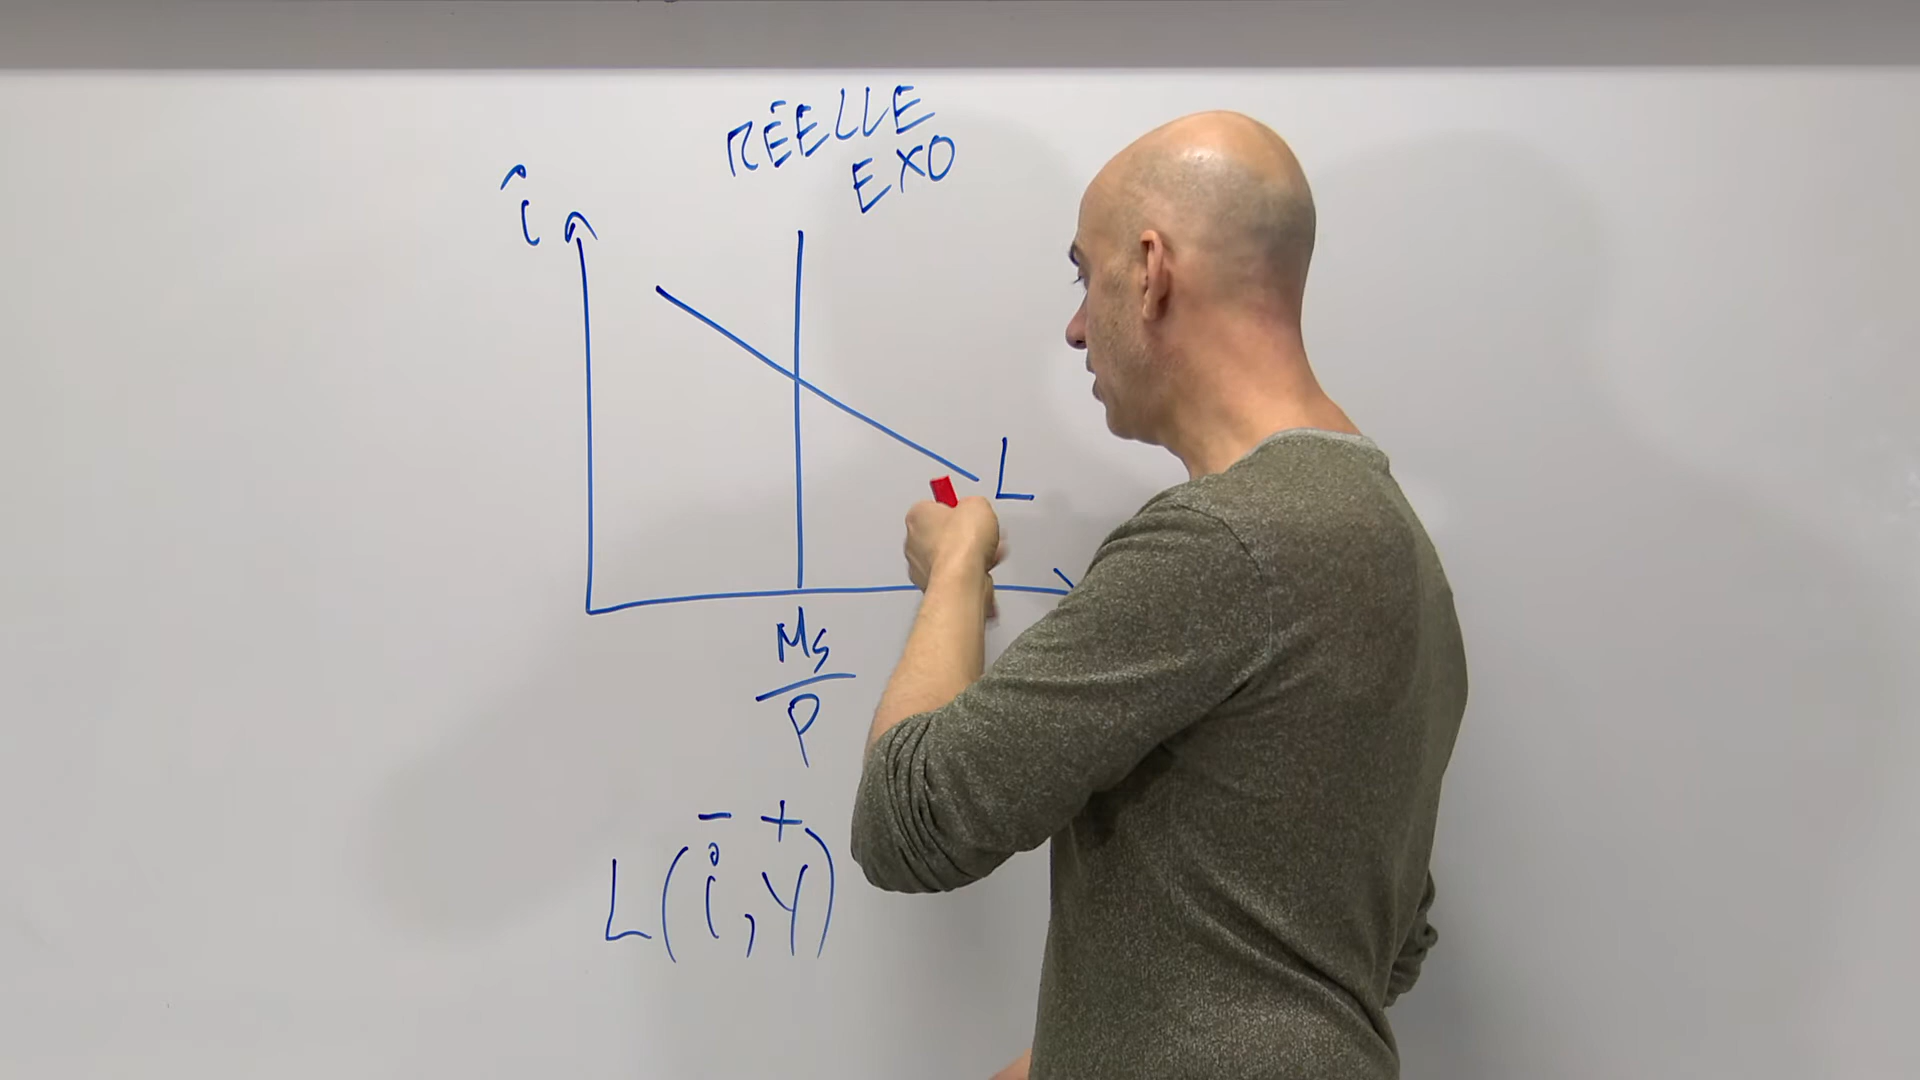 RÉELLE
EXO
i
L
Ms
P
- +
L(i, Y)